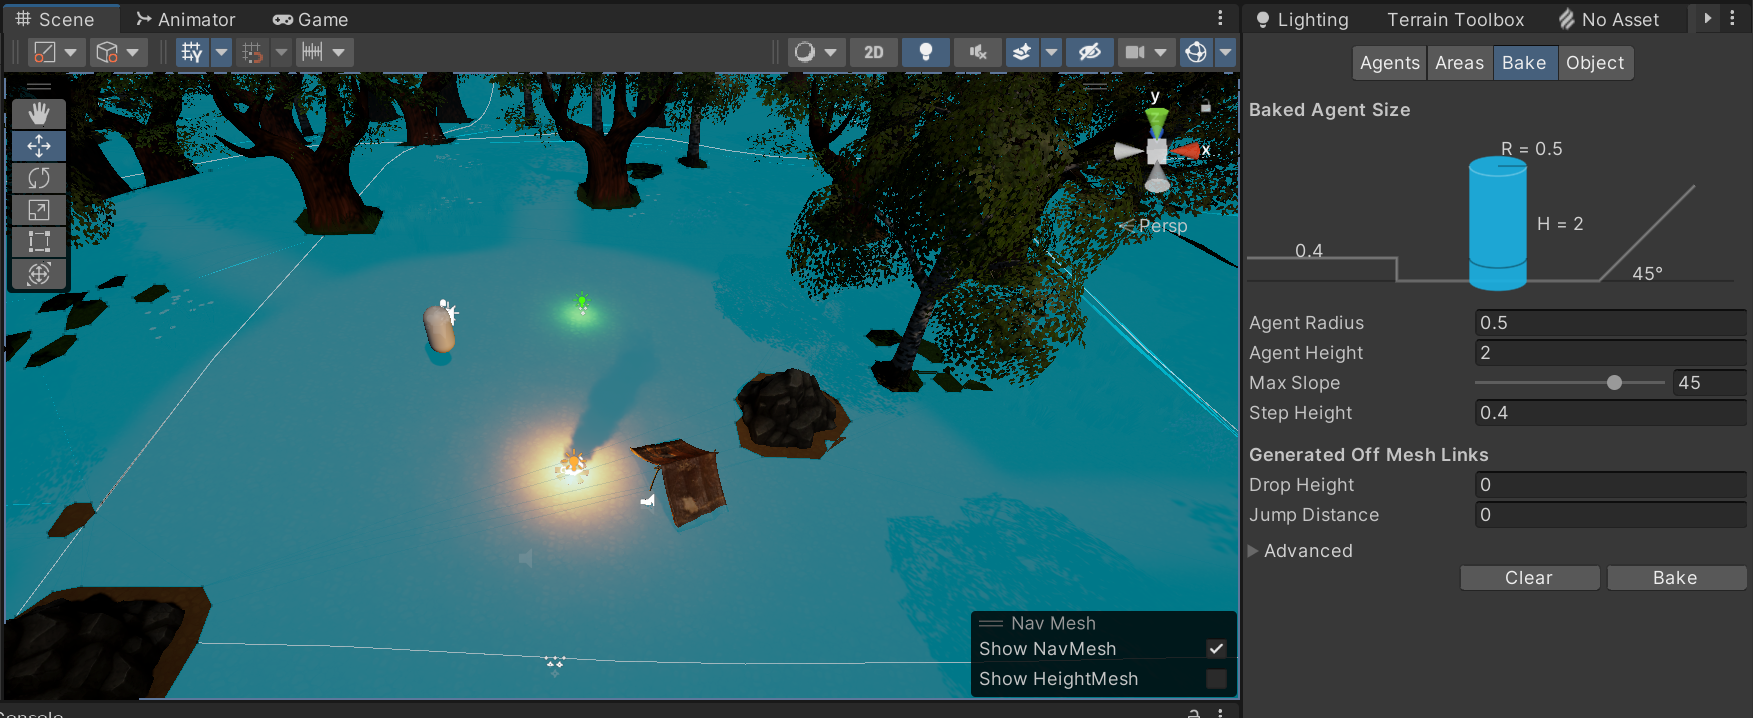 Scene
Animator
Game
Lighting
Terrain Toolbox
No Asset
2D
Agents
Areas
Bake
Object
y
x
Persp
Baked Agent Size
R = 0.5
H = 2
0.4
45°
Agent Radius 0.5
Agent Height 2
Max Slope 45
Step Height 0.4
Generated Off Mesh Links
Drop Height 0
Jump Distance 0
Advanced
Clear
Bake
Nav Mesh
Show NavMesh
Show HeightMesh
Console